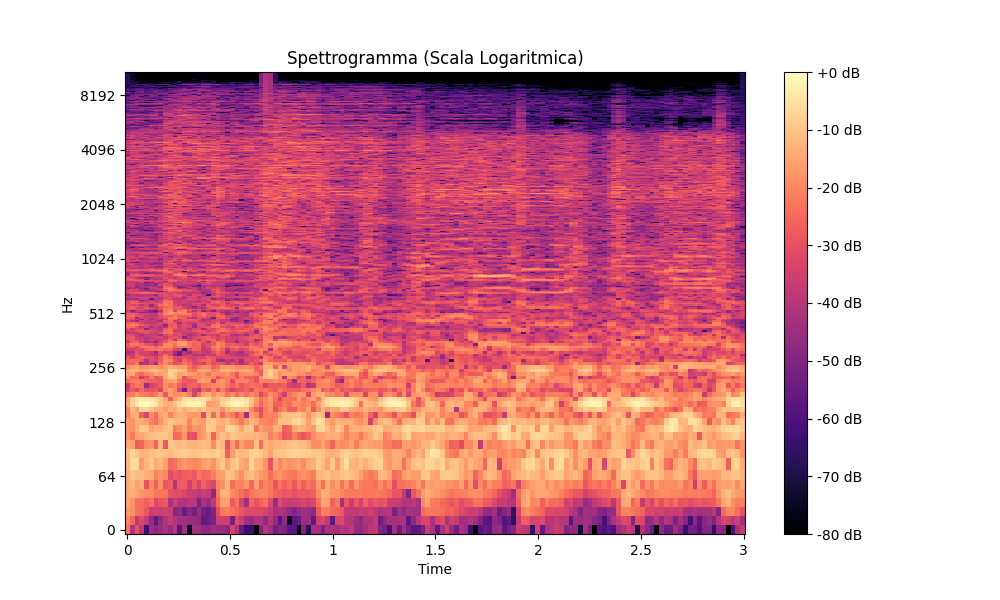 Spettrogramma (Scala Logaritmica)
8192
4096
2048
1024
512
256
128
64
0
Hz
0
0.5
1
1.5
2
2.5
3
Time
+0 dB
-10 dB
-20 dB
-30 dB
-40 dB
-50 dB
-60 dB
-70 dB
-80 dB